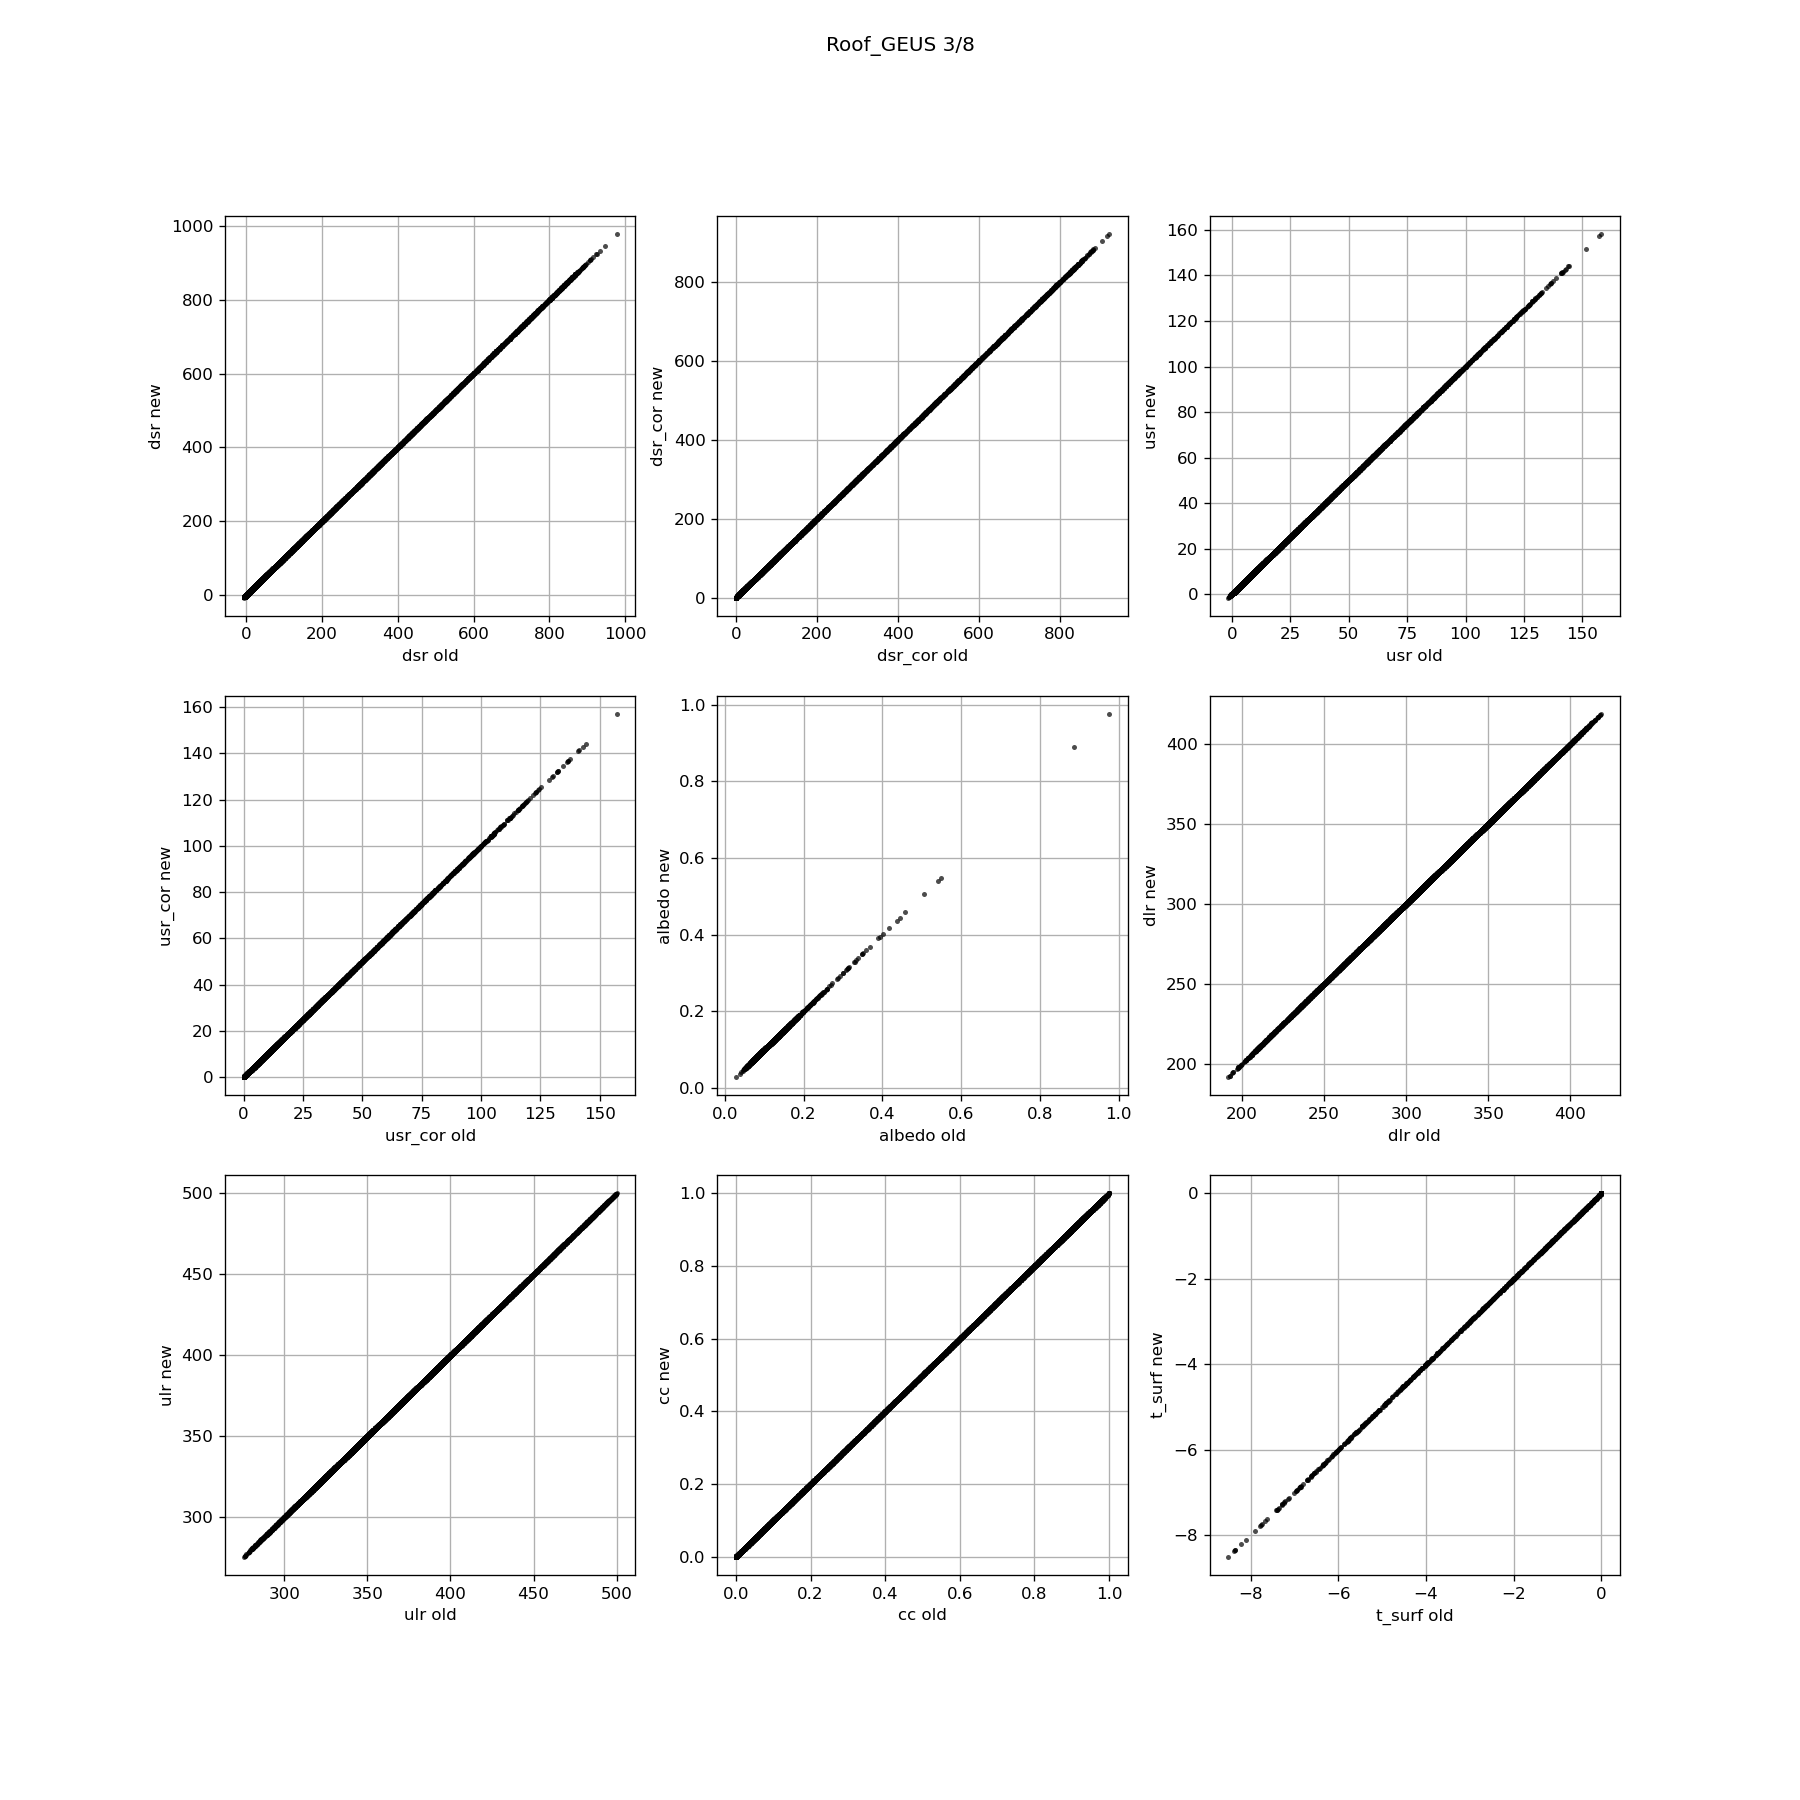 Roof_GEUS 3/8
1000
800
600
400
200
0
dsr new
0 200 400 600 800 1000
dsr old
800
600
400
200
0
dsr_cor new
0 200 400 600 800
dsr_cor old
160
140
120
100
80
60
40
20
0
usr new
0 25 50 75 100 125 150
usr old
160
140
120
100
80
60
40
20
0
usr_cor new
0 25 50 75 100 125 150
usr_cor old
1.0
0.8
0.6
0.4
0.2
0.0
albedo new
0.0 0.2 0.4 0.6 0.8 1.0
albedo old
400
350
300
250
200
dlr new
200 250 300 350 400
dlr old
500
450
400
350
300
ulr new
300 350 400 450 500
ulr old
1.0
0.8
0.6
0.4
0.2
0.0
cc new
0.0 0.2 0.4 0.6 0.8 1.0
cc old
0
−2
−4
−6
−8
t_surf new
−8 −6 −4 −2 0
t_surf old